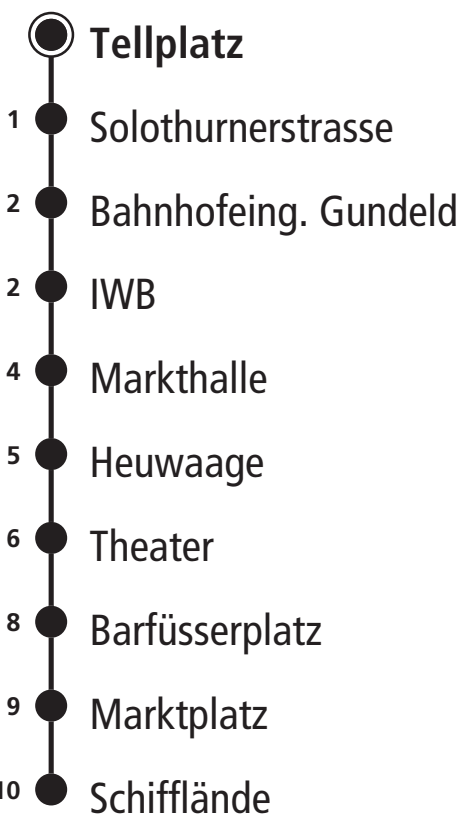 Tellplatz
1 Solothurnerstrasse
2 Bahnhofeing. Gundeld
2 IWB
4 Markthalle
5 Heuwaage
6 Theater
8 Barfüsserplatz
9 Marktplatz
10 Schifflände